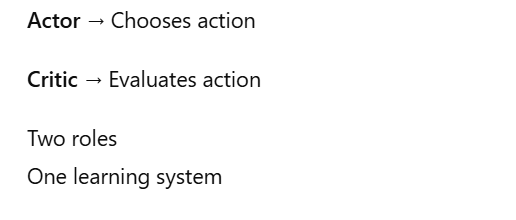 Actor → Chooses action
Critic → Evaluates action
Two roles
One learning system